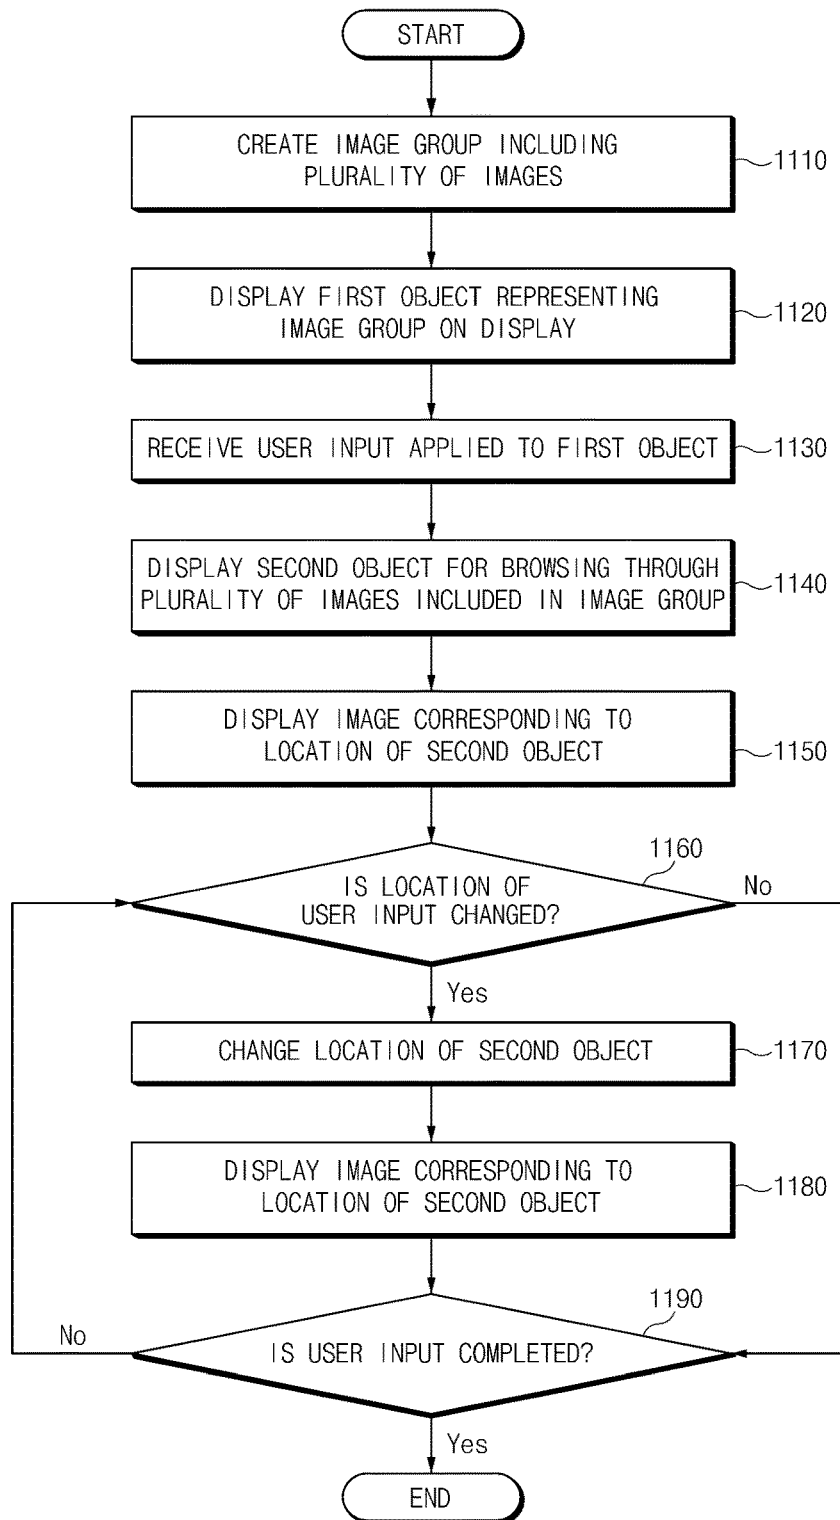 START
CREATE IMAGE GROUP INCLUDING
PLURALITY OF IMAGES
1110
DISPLAY FIRST OBJECT REPRESENTING
IMAGE GROUP ON DISPLAY
1120
RECEIVE USER INPUT APPLIED TO FIRST OBJECT
1130
DISPLAY SECOND OBJECT FOR BROWSING THROUGH
PLURALITY OF IMAGES INCLUDED IN IMAGE GROUP
1140
DISPLAY IMAGE CORRESPONDING TO
LOCATION OF SECOND OBJECT
1150
1160
IS LOCATION OF
USER INPUT CHANGED?
No
Yes
CHANGE LOCATION OF SECOND OBJECT
1170
DISPLAY IMAGE CORRESPONDING TO
LOCATION OF SECOND OBJECT
1180
1190
No
IS USER INPUT COMPLETED?
Yes
END